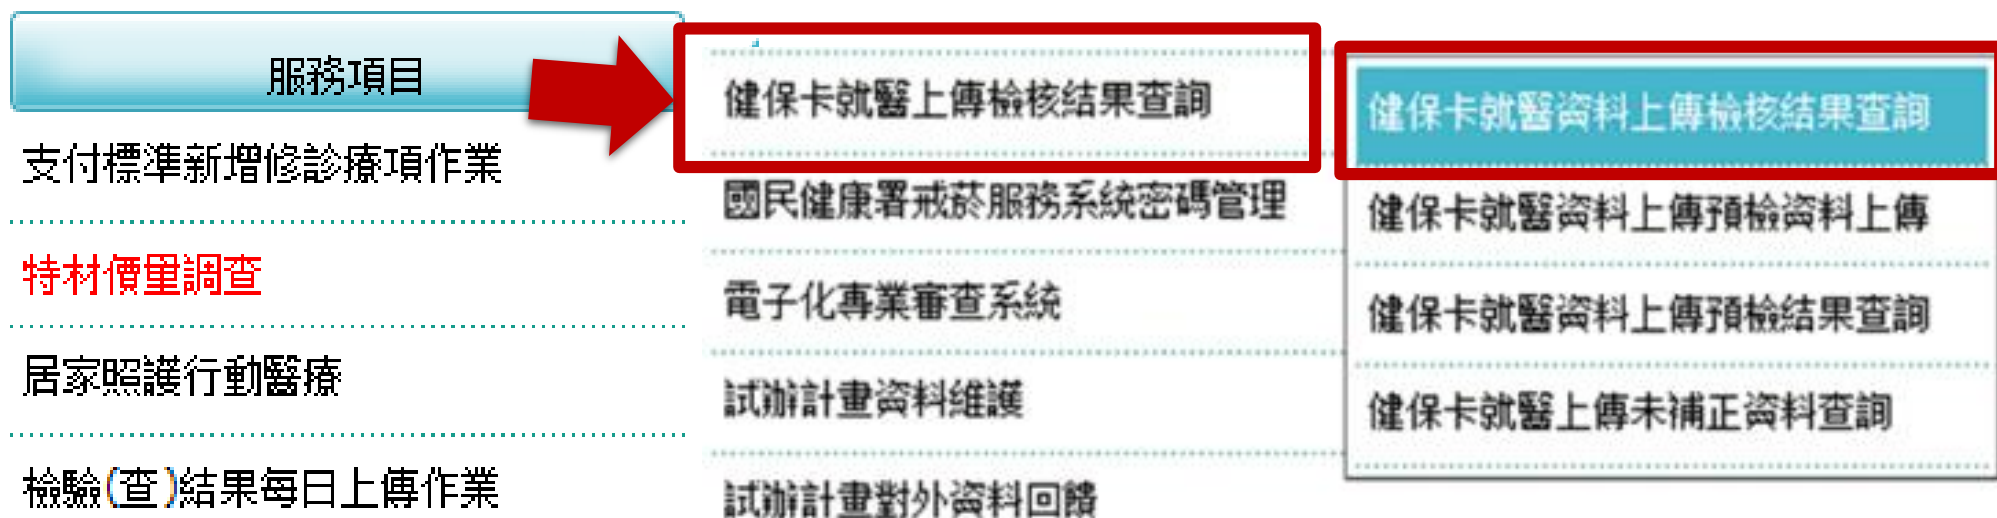 服務項目
支付標準新增修診療項作業
特材價量調查
居家照護行動醫療
檢驗(查)結果每日上傳作業
健保卡就醫上傳檢核結果查詢
國民健康署戒菸服務系統密碼管理
電子化專業審查系統
試辦計畫資料維護
試辦計畫對外資料回饋
健保卡就醫資料上傳檢核結果查詢
健保卡就醫資料上傳預檢資料上傳
健保卡就醫資料上傳預檢結果查詢
健保卡就醫上傳未補正資料查詢